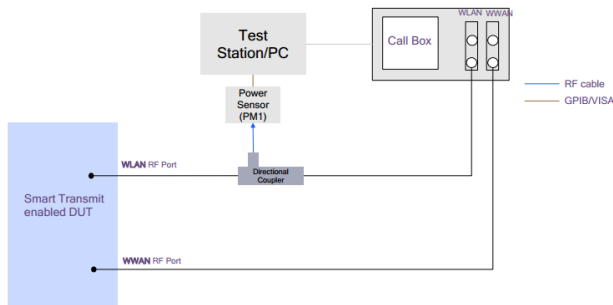 WLAN WWAN
Test
Station/PC
Call Box
Power
Sensor
(PM1)
RF cable
GPIB/VISA
WLAN RF Port
Directional
Coupler
Smart Transmit
enabled DUT
WWAN RF Port